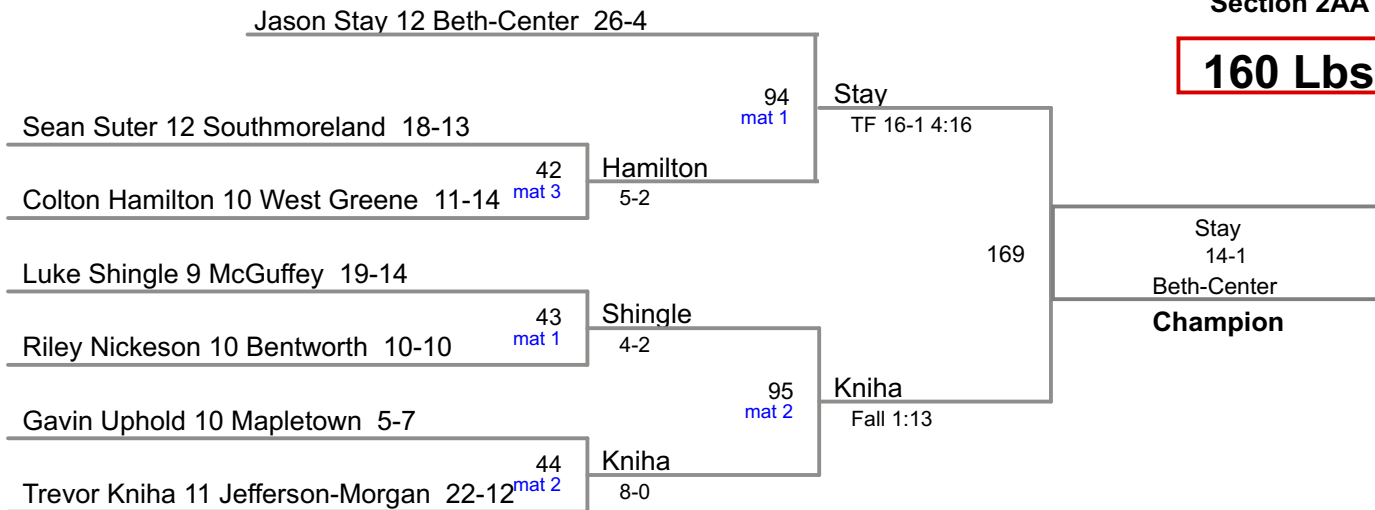 Section 2AA
160 Lbs
Jason Stay 12 Beth-Center 26-4
94
mat 1
Stay
TF 16-1 4:16
Sean Suter 12 Southmoreland 18-13
42
mat 3
Hamilton
5-2
Colton Hamilton 10 West Greene 11-14
169
Stay
14-1
Beth-Center
Champion
Luke Shingle 9 McGuffey 19-14
43
mat 1
Shingle
4-2
Riley Nickeson 10 Bentworth 10-10
95
mat 2
Kniha
Fall 1:13
Gavin Uphold 10 Mapletown 5-7
44
mat 2
Kniha
8-0
Trevor Kniha 11 Jefferson-Morgan 22-12